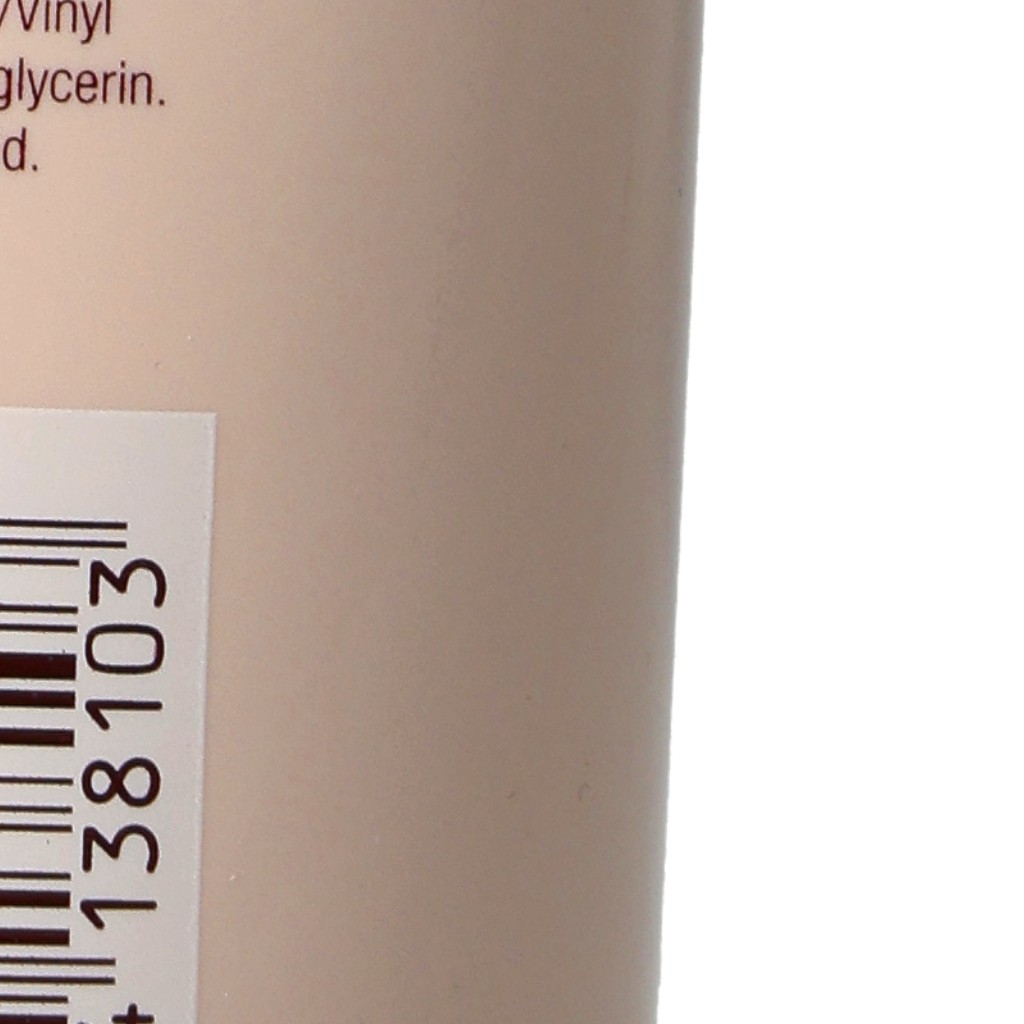 /Vinyl
glycerin.
d.
138103